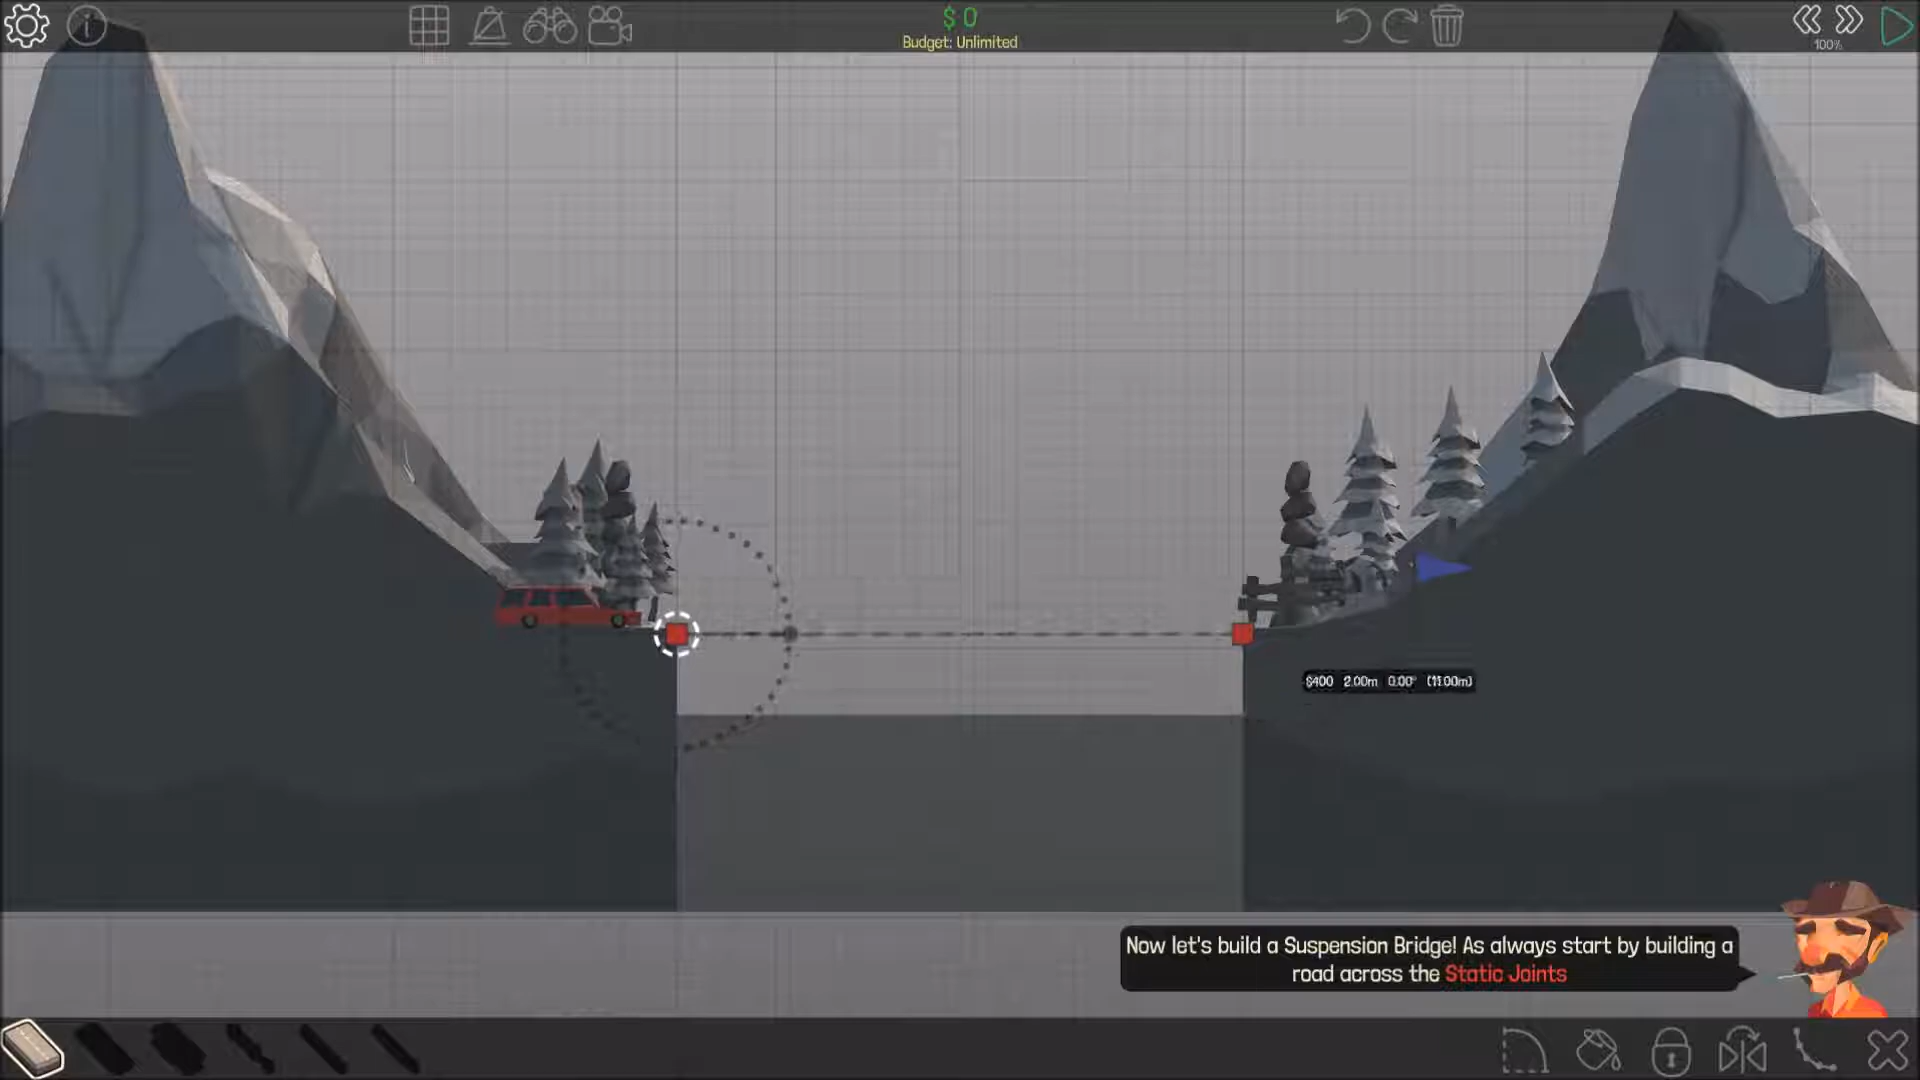 $ 0
Budget: Unlimited
100%
$400 2.00m 0.00° (11.00m)
Now let's build a Suspension Bridge! As always start by building a
road across the Static Joints